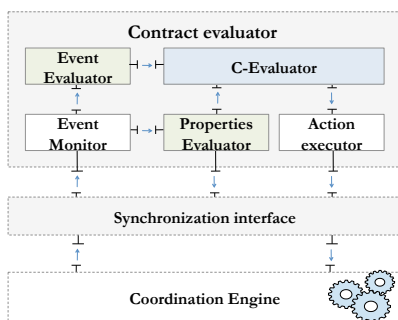 Contract evaluator
Event
Evaluator
C-Evaluator
Event
Monitor
Properties
Evaluator
Action
executor
Synchronization interface
Coordination Engine